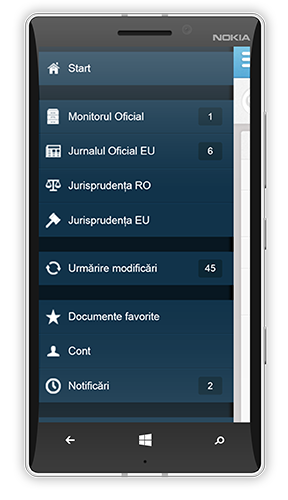 NOKIA
Start
Monitorul Oficial 1
Jurnalul Oficial EU 6
Jurisprudența RO
Jurisprudența EU
Urmărire modificări 45
Documente favorite
Cont
Notificări 2